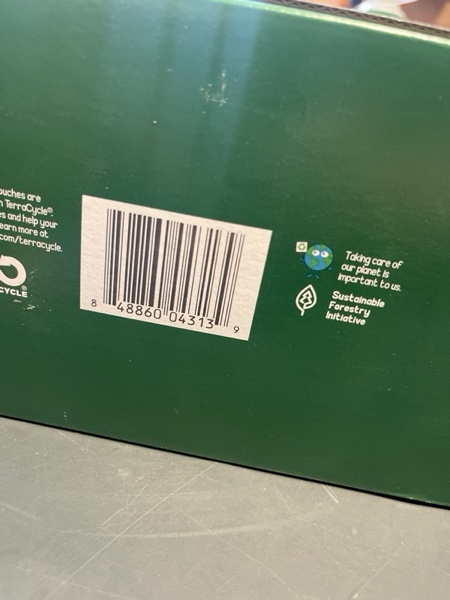 ouches are
TerraCycle®
s and help your
earn more at
.com/terracycle.
CYCLE
8 48860 04313 9
Taking care of
our planet is
important to us.
Sustainable
Forestry
Initiative